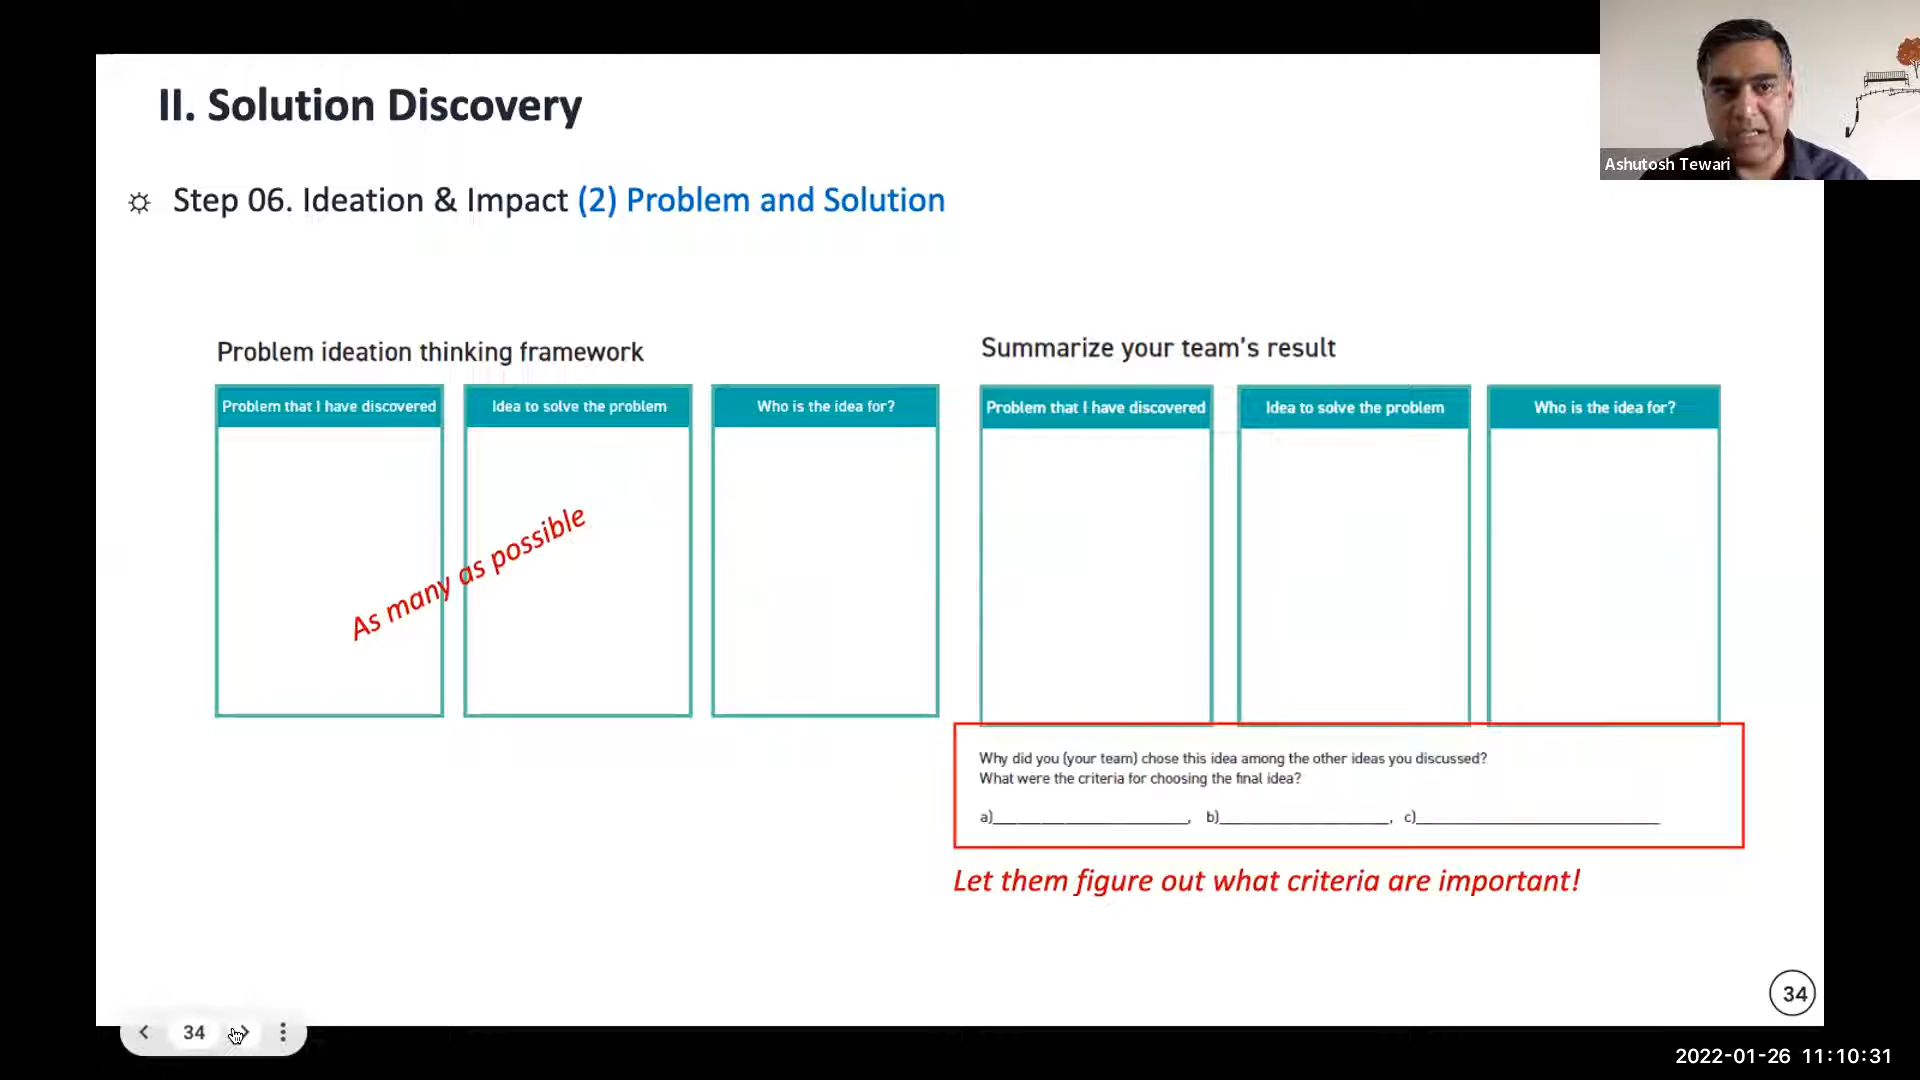 II. Solution Discovery
Ashutosh Tewari
Step 06. Ideation & Impact (2) Problem and Solution
Problem ideation thinking framework
Problem that I have discovered
Idea to solve the problem
Who is the idea for?
As many as possible
Summarize your team's result
Problem that I have discovered
Idea to solve the problem
Who is the idea for?
Why did you (your team) chose this idea among the other ideas you discussed?
What were the criteria for choosing the final idea?
a)____________________, b)____________________, c)____________________
Let them figure out what criteria are important!
34
34
2022-01-26 11:10:31